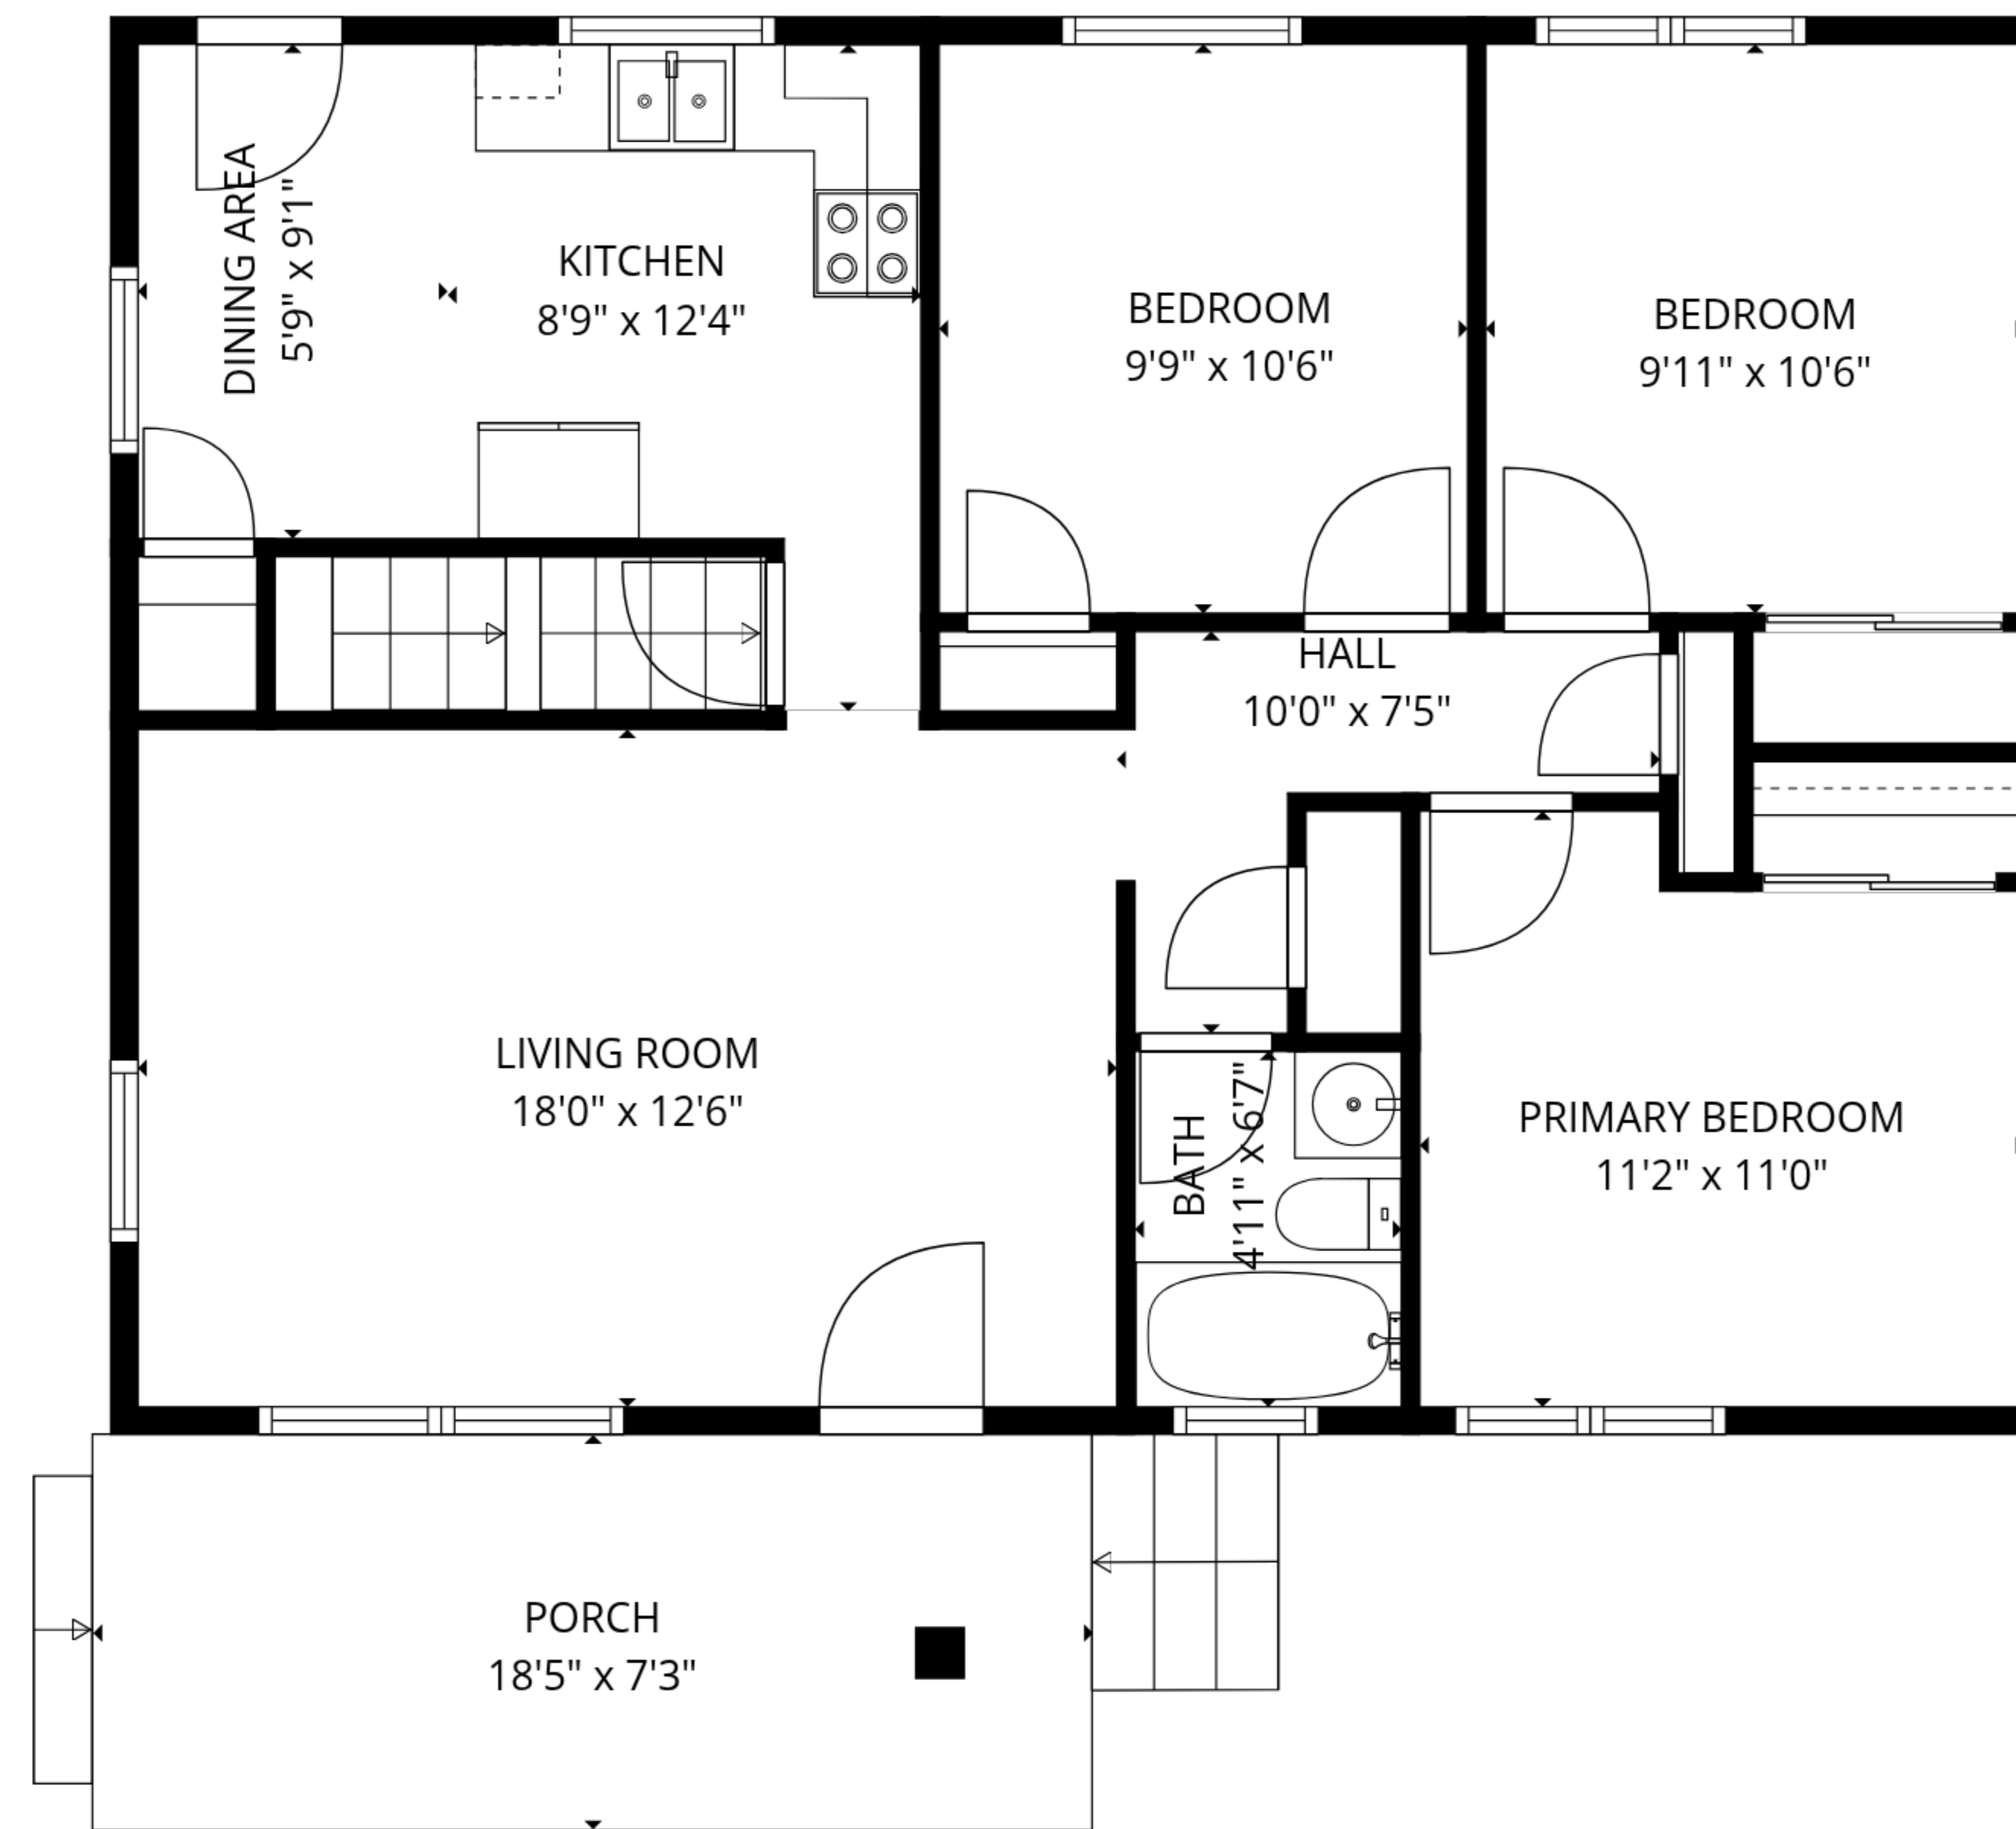 DINING AREA
5'9" x 9'1"
KITCHEN
8'9" x 12'4"
BEDROOM
9'9" x 10'6"
BEDROOM
9'11" x 10'6"
HALL
10'0" x 7'5"
LIVING ROOM
18'0" x 12'6"
BATH
4'11" x 6'7"
PRIMARY BEDROOM
11'2" x 11'0"
PORCH
18'5" x 7'3"